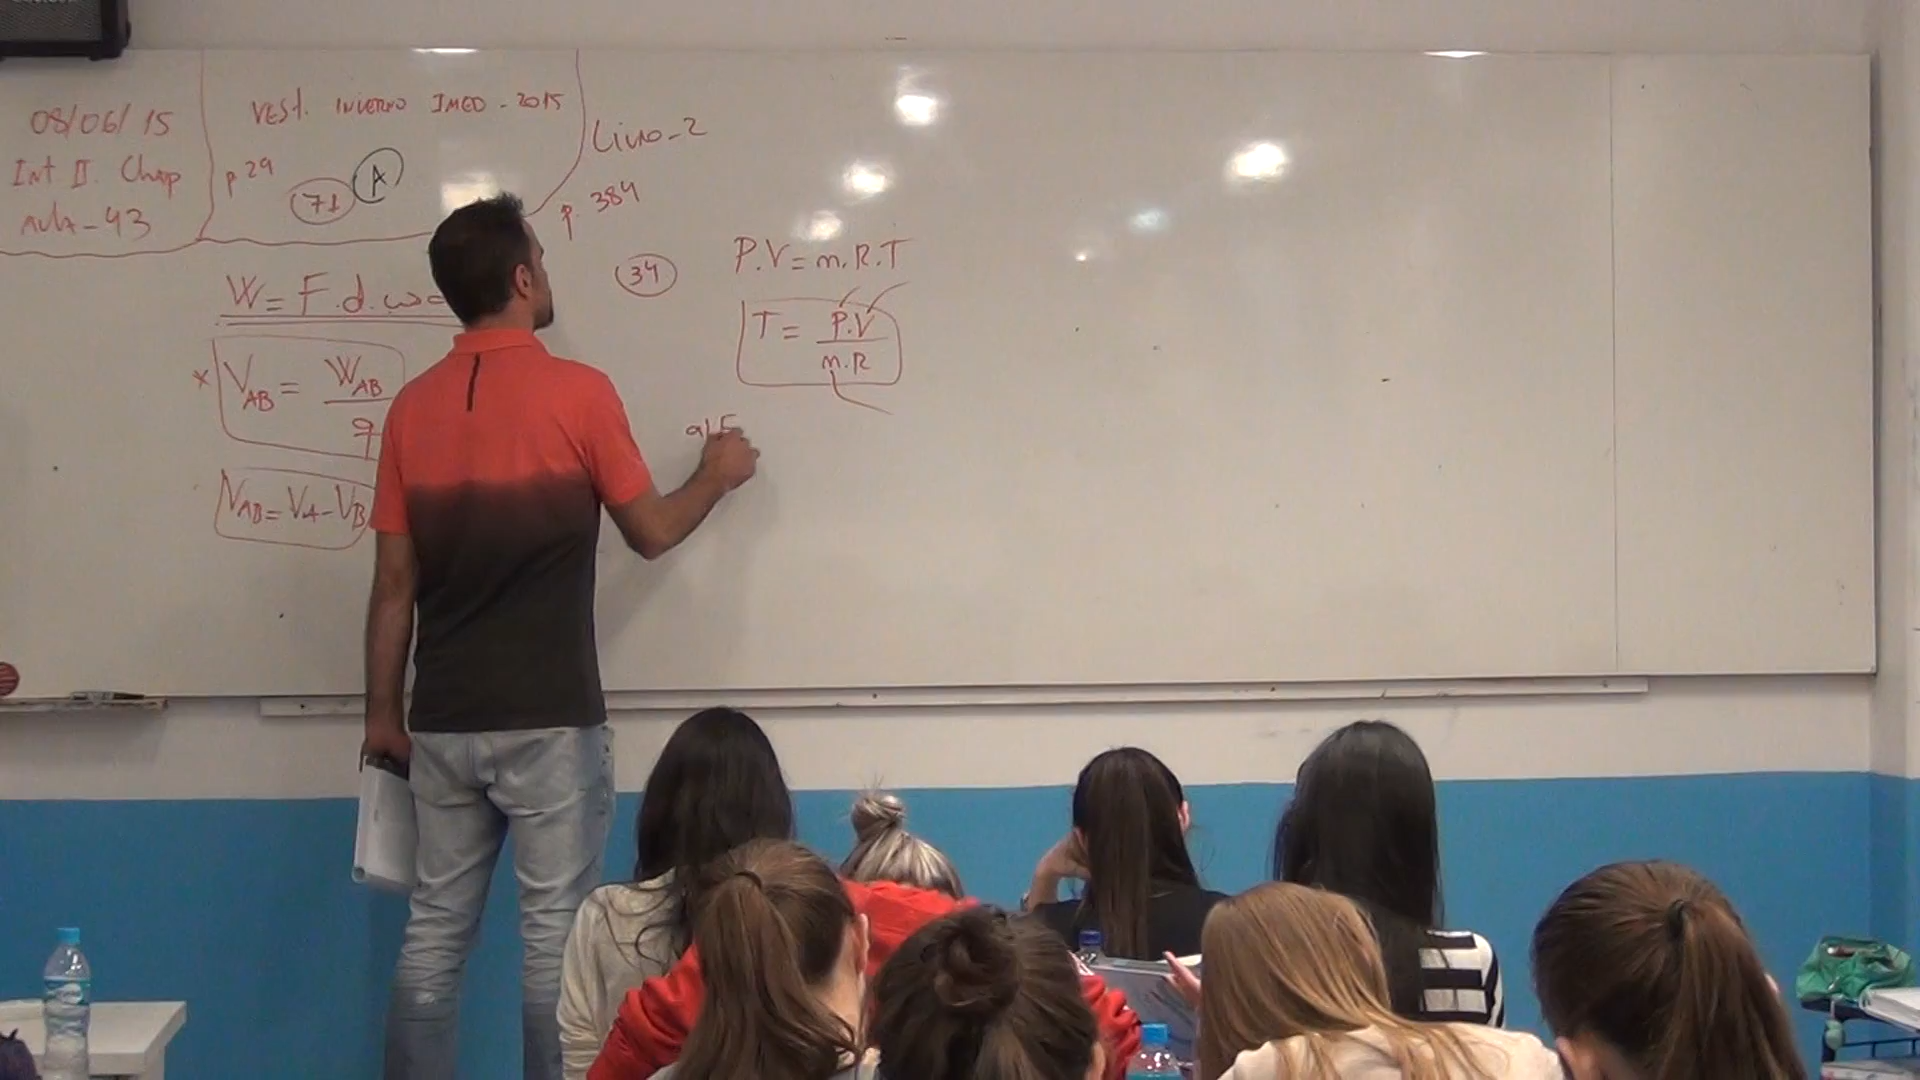 08/06/15
Int II. Chap
aula - 43
VEST. INVERNO IMED - 2015
p 29
71 A
Livro - 2
p. 384
W = F.d.
* V_AB = W_AB / q
V_AB = V_A - V_B
34
P.V = n.R.T
T = P.V / n.R
a)